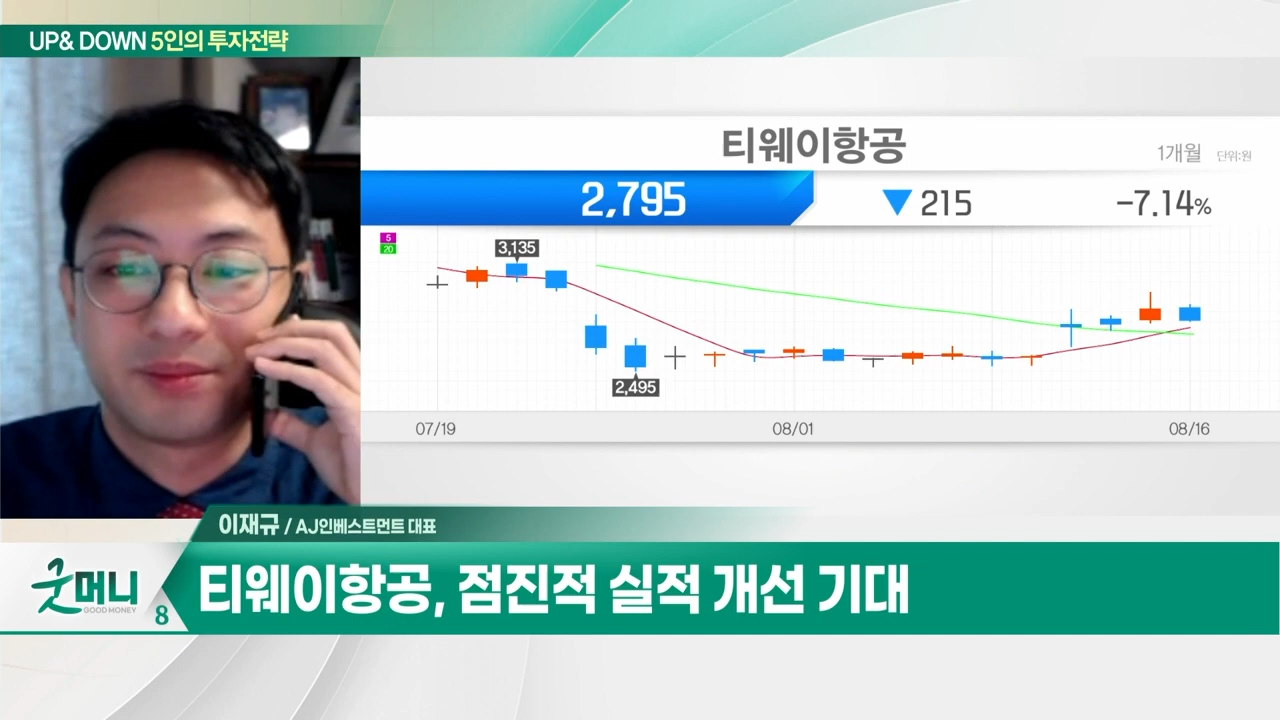 UP& DOWN 5인의 투자전략
티웨이항공
1개월 단위:원
2,795 ▼ 215 -7.14%
5
20
3,135
2,495
07/19 08/01 08/16
이재규 / AJ인베스트먼트 대표
굿머니
GOOD MONEY
8
티웨이항공, 점진적 실적 개선 기대